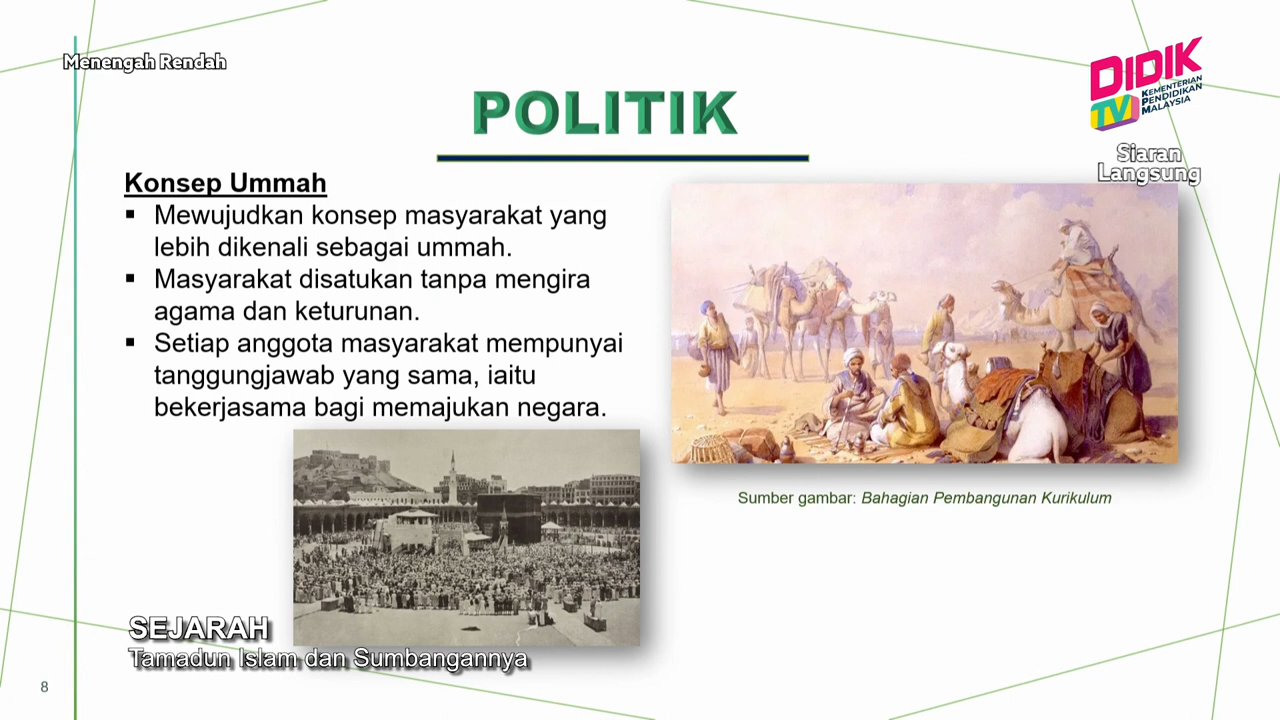 Menengah Rendah
DIDIK
TV
KEMENTERIAN
PENDIDIKAN
MALAYSIA
Siaran
Langsung
POLITIK
Konsep Ummah
▪ Mewujudkan konsep masyarakat yang
lebih dikenali sebagai ummah.
▪ Masyarakat disatukan tanpa mengira
agama dan keturunan.
▪ Setiap anggota masyarakat mempunyai
tanggungjawab yang sama, iaitu
bekerjasama bagi memajukan negara.
Sumber gambar: Bahagian Pembangunan Kurikulum
SEJARAH
Tamadun Islam dan Sumbangannya
8